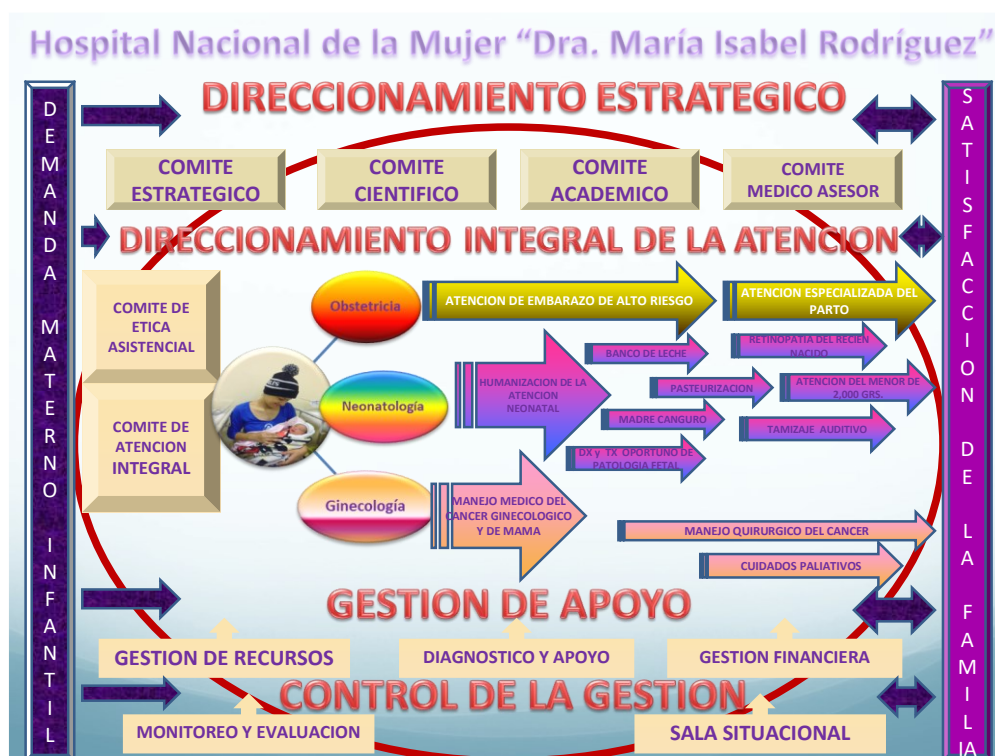 Hospital Nacional de la Mujer “Dra. María Isabel Rodríguez”
DEMANDA MATERNO INFANTIL
DIRECCIONAMIENTO ESTRATEGICO
COMITE
ESTRATEGICO
COMITE
CIENTIFICO
COMITE
ACADEMICO
COMITE
MEDICO ASESOR
DIRECCIONAMIENTO INTEGRAL DE LA ATENCION
COMITE DE
ETICA
ASISTENCIAL
COMITE DE
ATENCION
INTEGRAL
Obstetricia
ATENCION DE EMBARAZO DE ALTO RIESGO
ATENCION ESPECIALIZADA DEL
PARTO
Neonatología
HUMANIZACION DE LA
ATENCION
NEONATAL
BANCO DE LECHE
RETINOPATIA DEL RECIEN
NACIDO
PASTEURIZACION
ATENCION DEL MENOR DE
2,000 GRS.
MADRE CANGURO
TAMIZAJE AUDITIVO
DX y TX OPORTUNO DE
PATOLOGIA FETAL
Ginecología
MANEJO MEDICO DEL
CANCER GINECOLOGICO
Y DE MAMA
MANEJO QUIRURGICO DEL CANCER
CUIDADOS PALIATIVOS
GESTION DE APOYO
GESTION DE RECURSOS
DIAGNOSTICO Y APOYO
GESTION FINANCIERA
CONTROL DE LA GESTION
MONITOREO Y EVALUACION
SALA SITUACIONAL
SATISFACCION DE LA FAMILIA